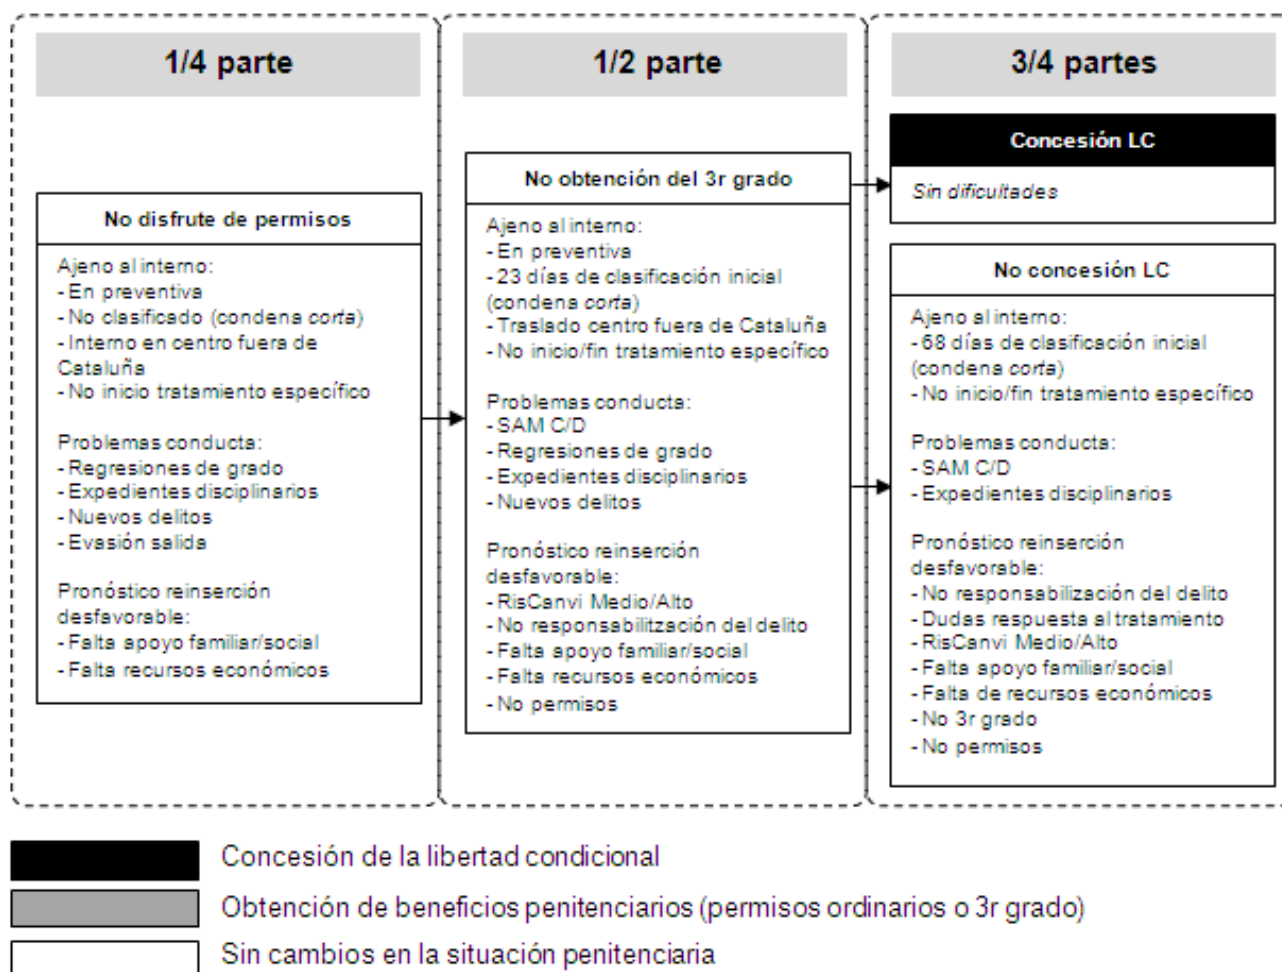 1/4 parte
No disfrute de permisos
Ajeno al interno:
- En preventiva
- No clasificado (condena corta)
- Interno en centro fuera de
Cataluña
- No inicio tratamiento específico
Problemas conducta:
- Regresiones de grado
- Expedientes disciplinarios
- Nuevos delitos
- Evasión salida
Pronóstico reinserción
desfavorable:
- Falta apoyo familiar/social
- Falta recursos económicos
1/2 parte
No obtención del 3r grado
Ajeno al interno:
- En preventiva
- 23 días de clasificación inicial
(condena corta)
- Traslado centro fuera de Cataluña
- No inicio/fin tratamiento específico
Problemas conducta:
- SAM C/D
- Regresiones de grado
- Expedientes disciplinarios
- Nuevos delitos
Pronóstico reinserción
desfavorable:
- RisCanvi Medio/Alto
- No responsabilitzación del delito
- Falta apoyo familiar/social
- Falta recursos económicos
- No permisos
3/4 partes
Concesión LC
Sin dificultades
No concesión LC
Ajeno al interno:
- 68 días de clasificación inicial
(condena corta)
- No inicio/fin tratamiento específico
Problemas conducta:
- SAM C/D
- Expedientes disciplinarios
Pronóstico reinserción
desfavorable:
- No responsabilización del delito
- Dudas respuesta al tratamiento
- RisCanvi Medio/Alto
- Falta apoyo familiar/social
- Falta de recursos económicos
- No 3r grado
- No permisos
Concesión de la libertad condicional
Obtención de beneficios penitenciarios (permisos ordinarios o 3r grado)
Sin cambios en la situación penitenciaria